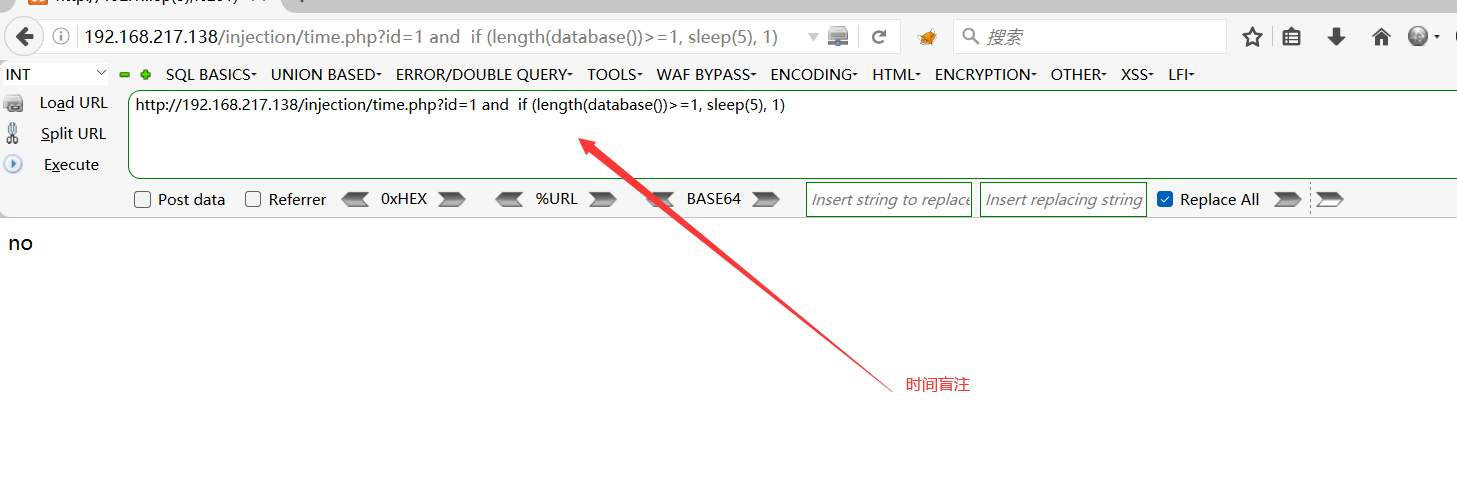 192.168.217.138/injection/time.php?id=1 and  if (length(database())>=1, sleep(5), 1)
搜索
INT SQL BASICS UNION BASED ERROR/DOUBLE QUERY TOOLS WAF BYPASS ENCODING HTML ENCRYPTION OTHER XSS LFI
Load URL
http://192.168.217.138/injection/time.php?id=1 and  if (length(database())>=1, sleep(5), 1)
Split URL
Execute
Post data Referrer 0xHEX %URL BASE64 Insert string to replace Insert replacing string Replace All
no
时间盲注